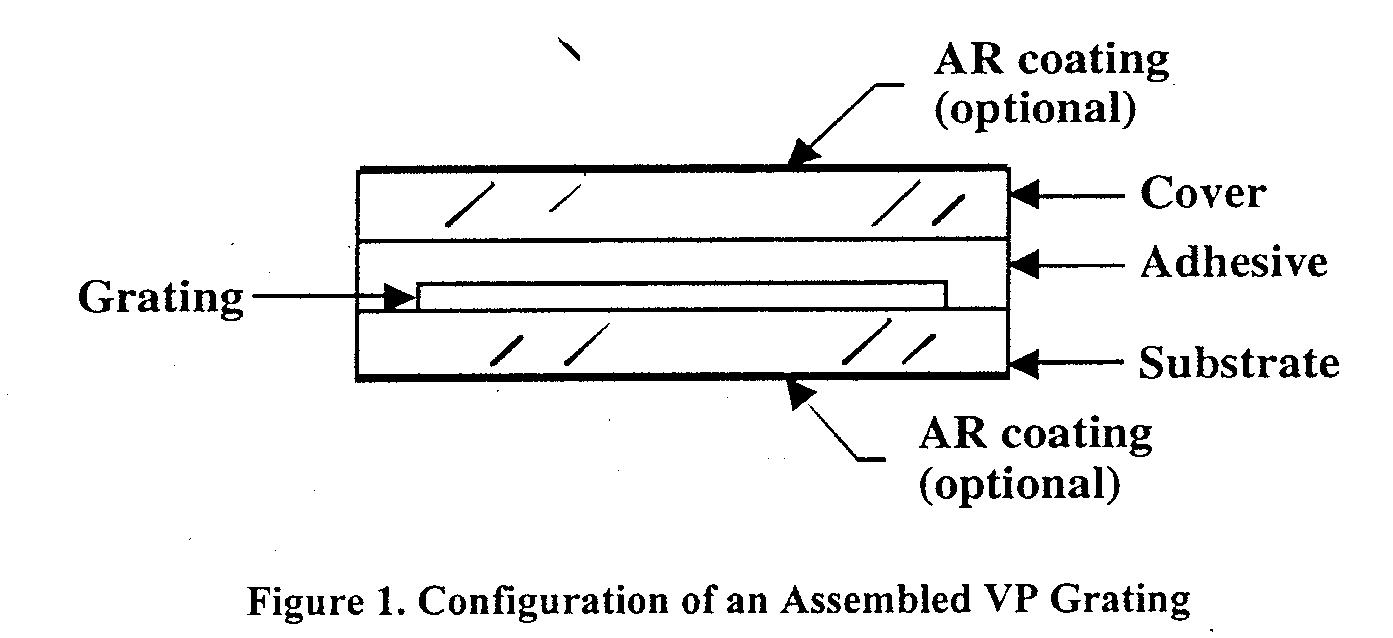 AR coating
(optional)
Cover
Adhesive
Grating
Substrate
AR coating
(optional)
Figure 1. Configuration of an Assembled VP Grating